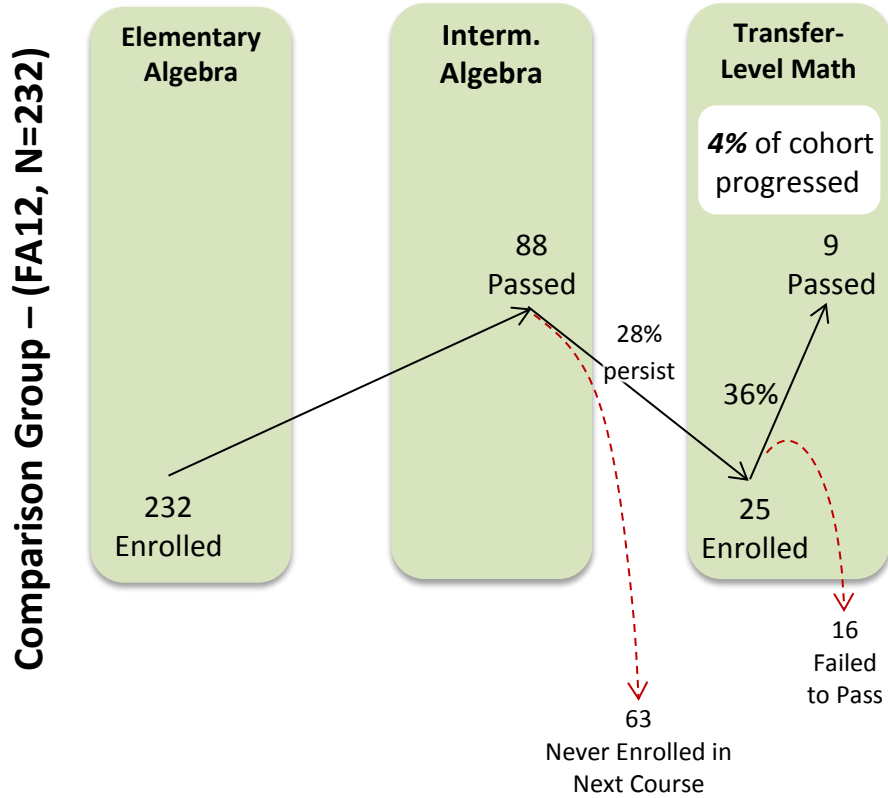 Comparison Group – (FA12, N=232)
Elementary
Algebra
Interm.
Algebra
Transfer-
Level Math
4% of cohort
progressed
88
Passed
9
Passed
28%
persist
36%
232
Enrolled
25
Enrolled
16
Failed
to Pass
63
Never Enrolled in
Next Course